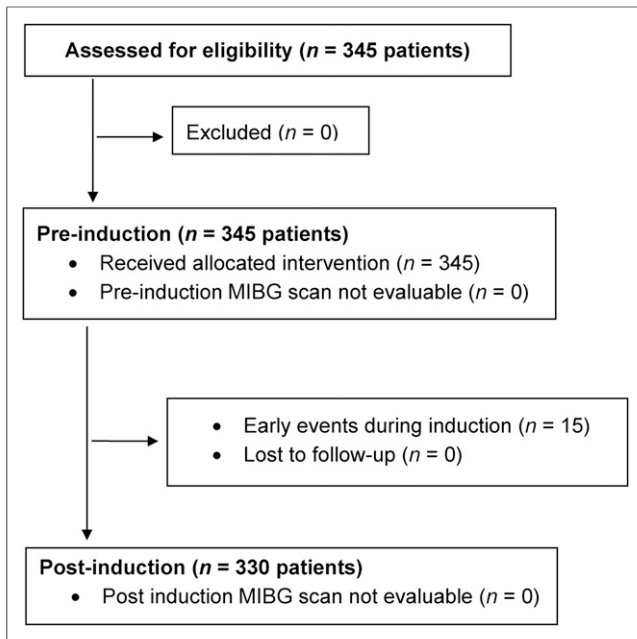 Assessed for eligibility (n = 345 patients)
Excluded (n = 0)
Pre-induction (n = 345 patients)
• Received allocated intervention (n = 345)
• Pre-induction MIBG scan not evaluable (n = 0)
• Early events during induction (n = 15)
• Lost to follow-up (n = 0)
Post-induction (n = 330 patients)
• Post induction MIBG scan not evaluable (n = 0)